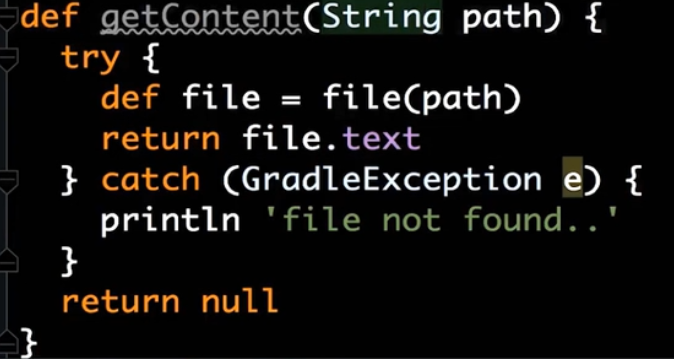 def getContent(String path) {
try {
def file = file(path)
return file.text
} catch (GradleException e) {
println 'file not found..'
}
return null
}